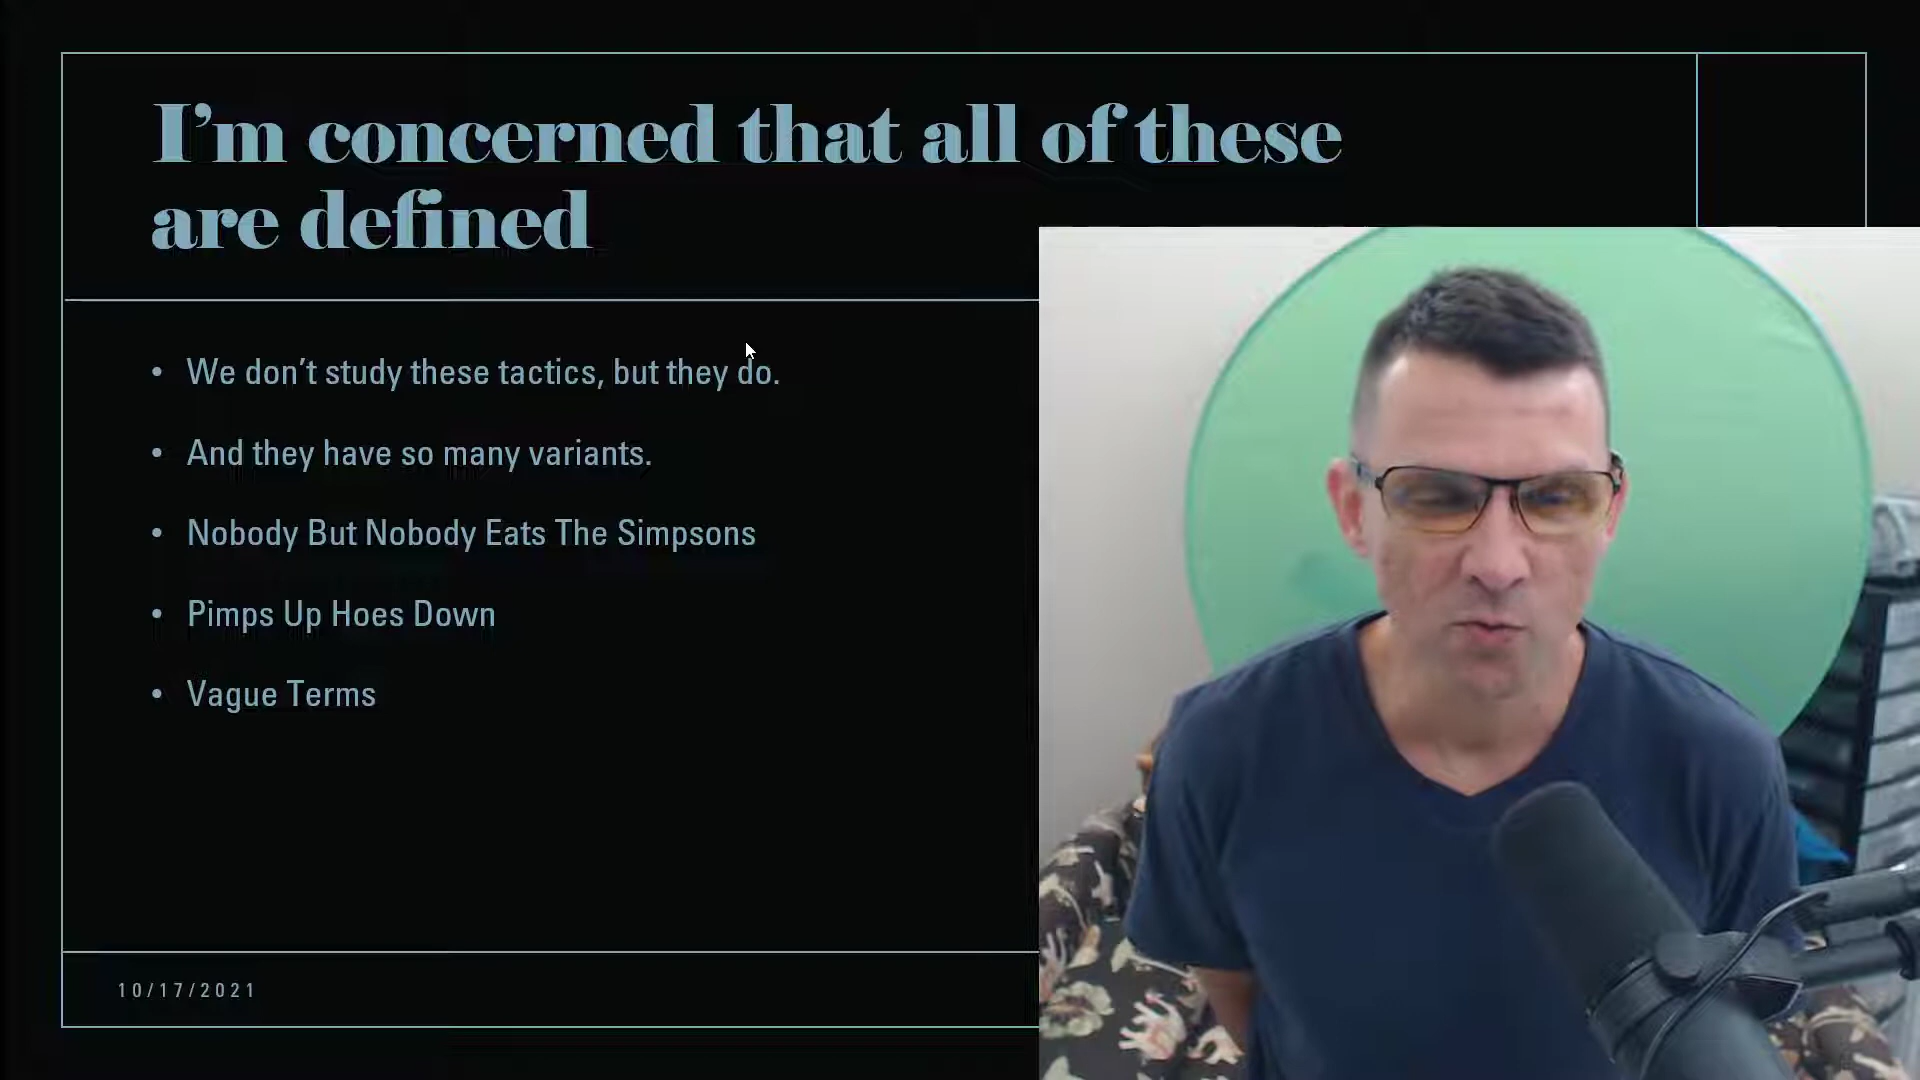 I'm concerned that all of these
are defined
• We don't study these tactics, but they do.
• And they have so many variants.
• Nobody But Nobody Eats The Simpsons
• Pimps Up Hoes Down
• Vague Terms
10/17/2021